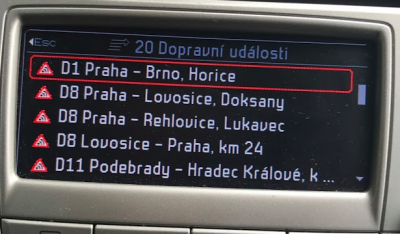 Esc
20 Dopravní události
D1 Praha - Brno, Horice
D8 Praha - Lovosice, Doksany
D8 Praha - Rehlovice, Lukavec
D8 Lovosice - Praha, km 24
D11 Podebrady - Hradec Králové, k ...